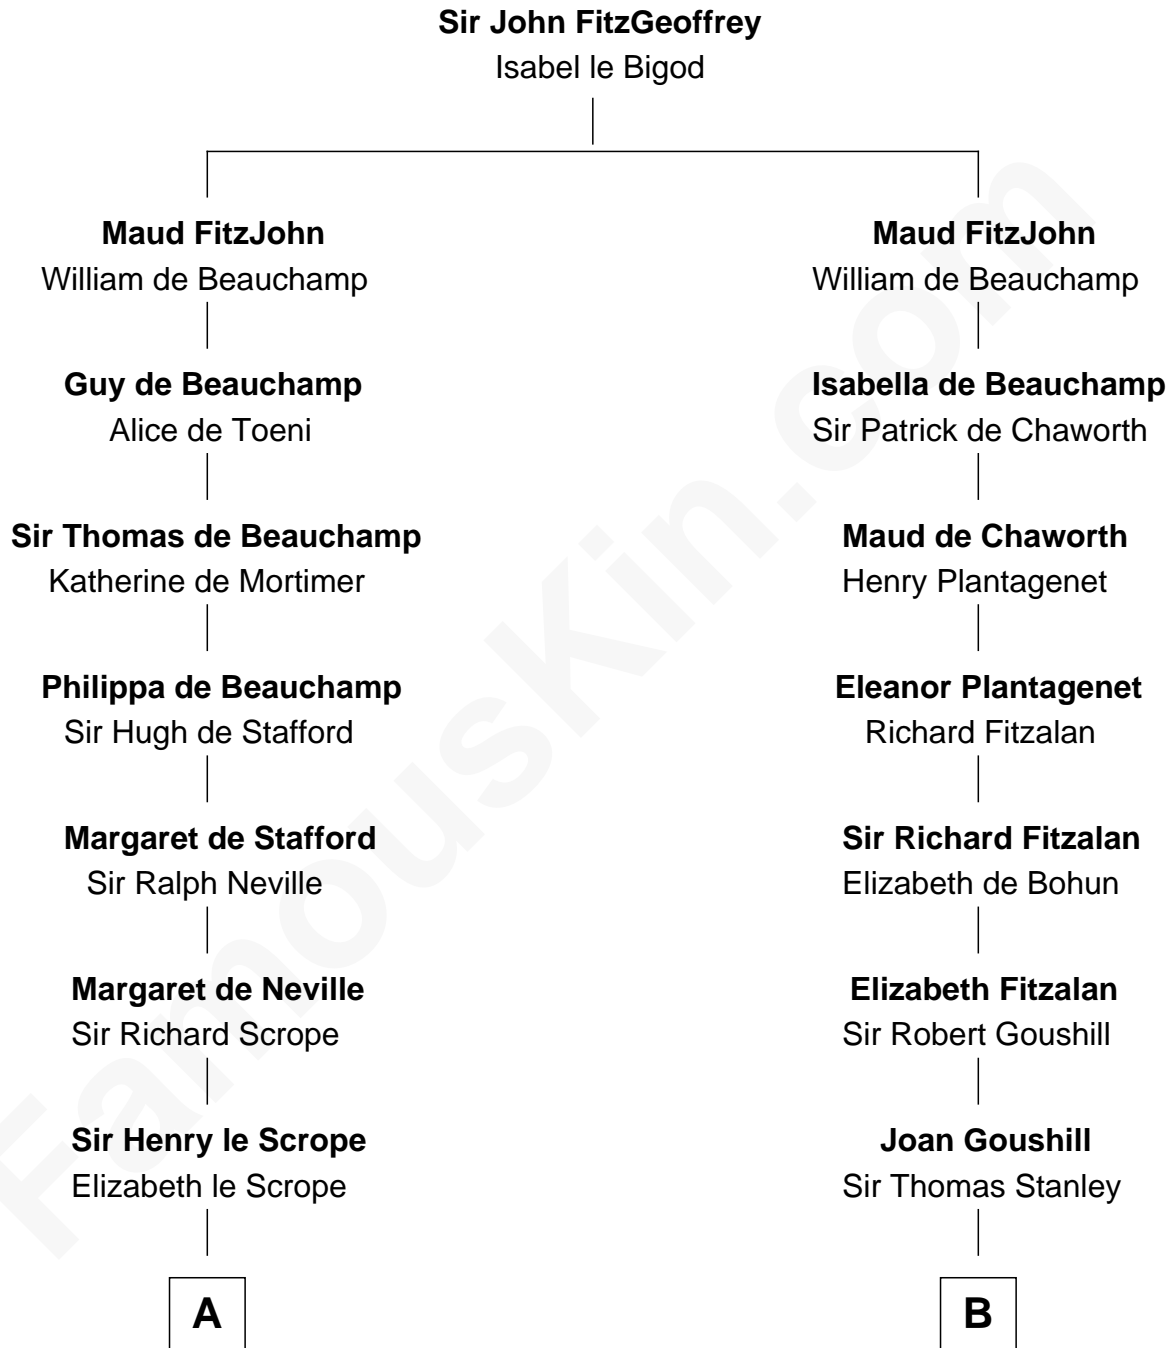 Sir John FitzGeoffrey
Isabel le Bigod
Maud FitzJohn
William de Beauchamp
Maud FitzJohn
William de Beauchamp
Guy de Beauchamp
Alice de Toeni
Isabella de Beauchamp
Sir Patrick de Chaworth
Sir Thomas de Beauchamp
Katherine de Mortimer
Maud de Chaworth
Henry Plantagenet
Philippa de Beauchamp
Sir Hugh de Stafford
Eleanor Plantagenet
Richard Fitzalan
Margaret de Stafford
Sir Ralph Neville
Sir Richard Fitzalan
Elizabeth de Bohun
Margaret de Neville
Sir Richard Scrope
Elizabeth Fitzalan
Sir Robert Goushill
Sir Henry le Scrope
Elizabeth le Scrope
Joan Goushill
Sir Thomas Stanley
A
B
FamousKin.com